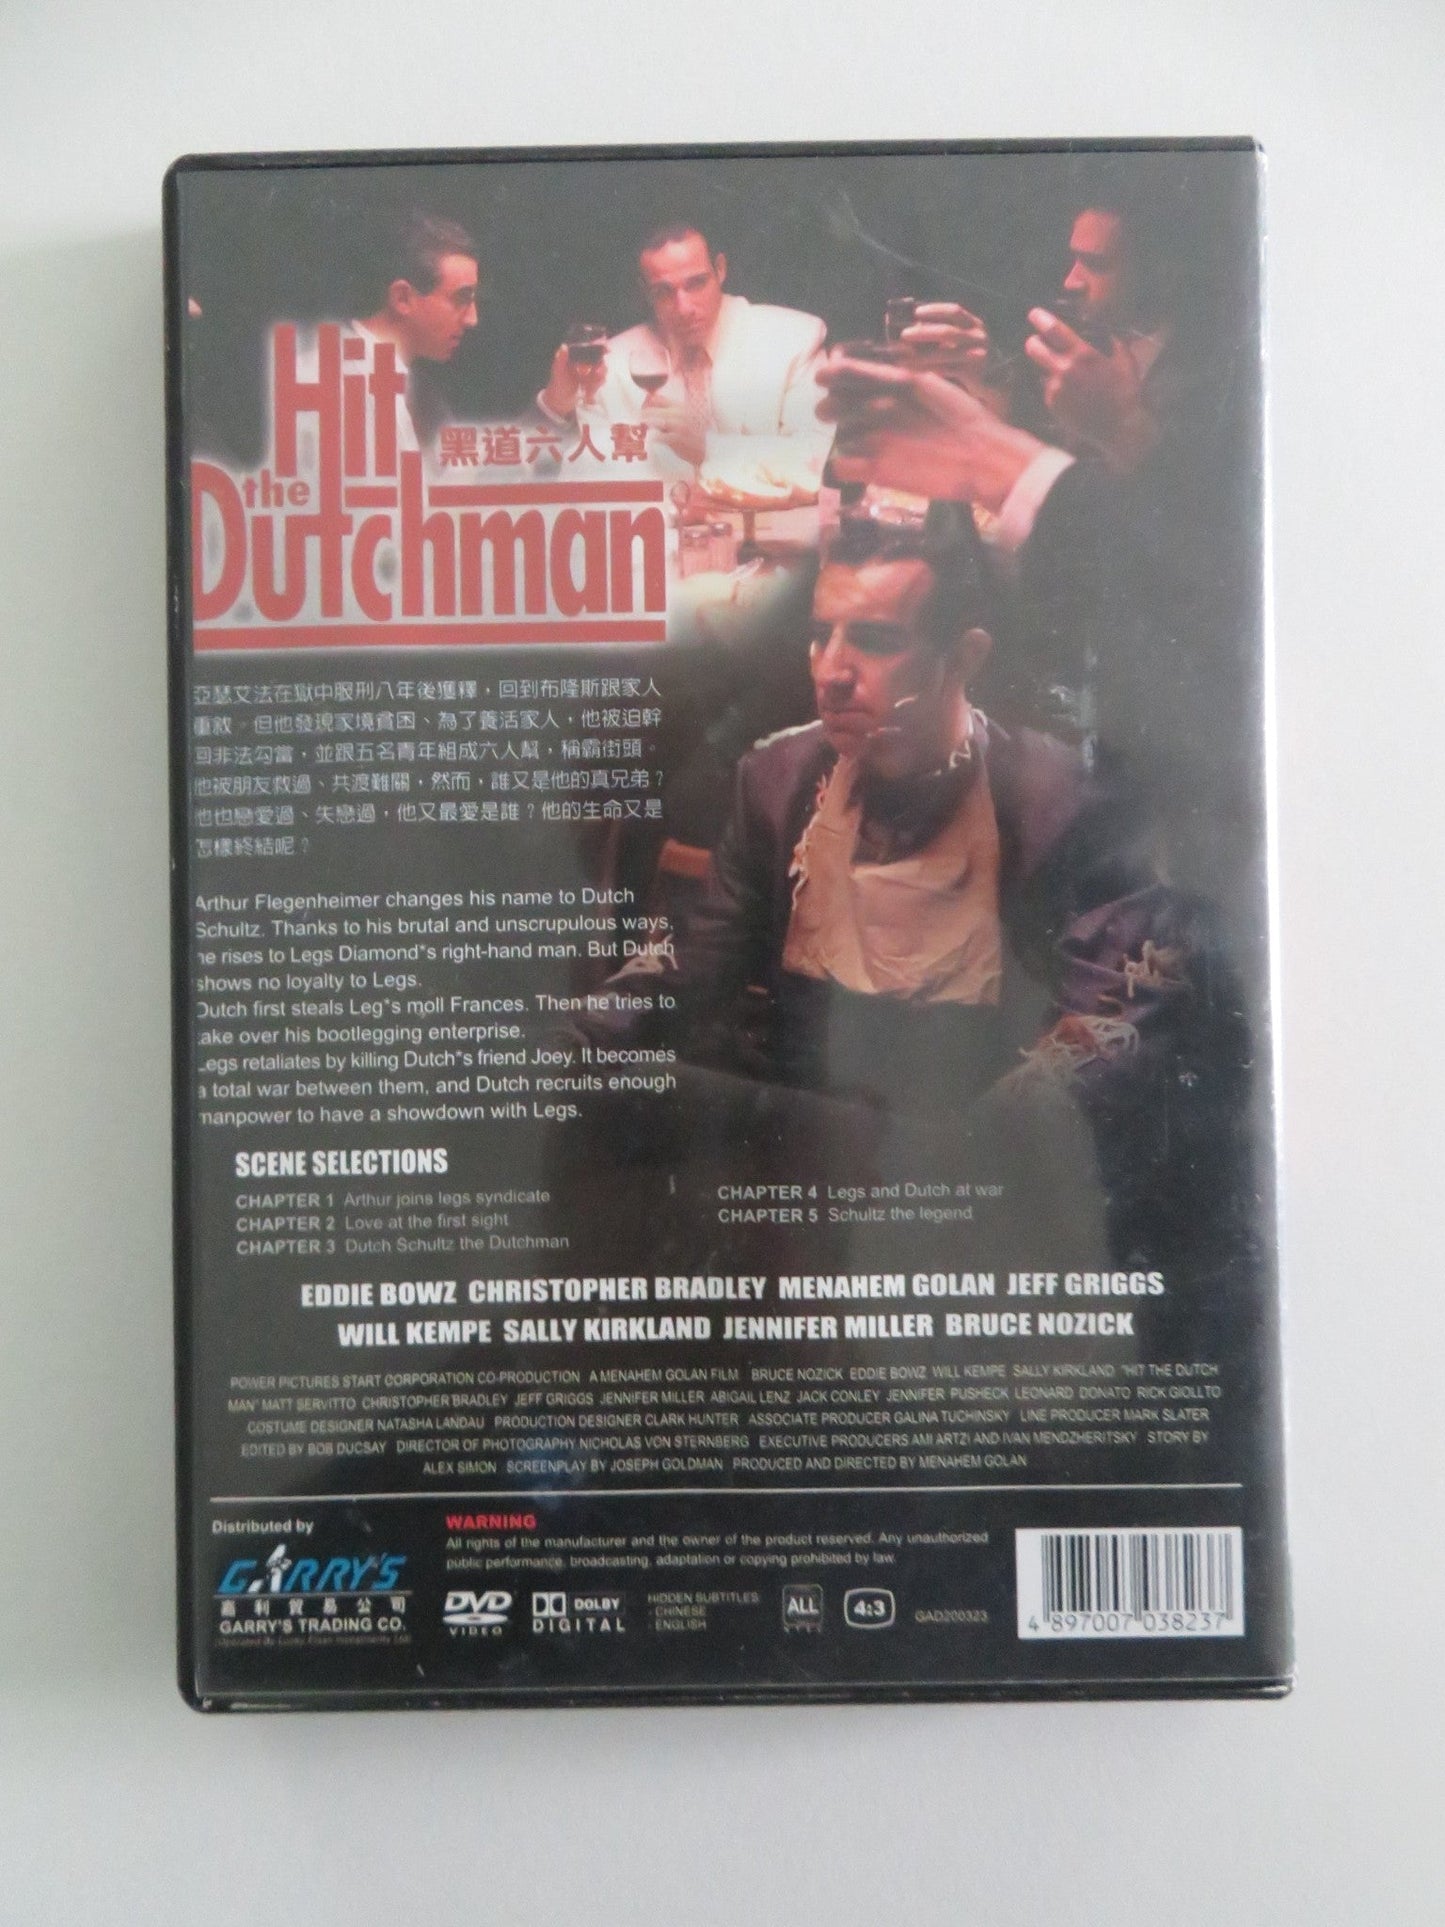 Hit
the
Dutchman
黑道六人幫
亞瑟艾法在獄中服刑八年後獲釋，回到布隆斯跟家人
重敘。但他發現家境貧困、為了養活家人，他被迫幹
回非法勾當，並跟五名青年組成六人幫，稱霸街頭。
他被朋友救過、共渡難關，然而，誰又是他的真兄弟？
他也戀愛過、失戀過，他又最愛是誰？他的生命又是
怎樣終結呢？
Arthur Flegenheimer changes his name to Dutch
Schultz. Thanks to his brutal and unscrupulous ways,
he rises to Legs Diamond*s right-hand man. But Dutch
shows no loyalty to Legs.
Dutch first steals Leg*s moll Frances. Then he tries to
take over his bootlegging enterprise.
Legs retaliates by killing Dutch*s friend Joey. It becomes
a total war between them, and Dutch recruits enough
manpower to have a showdown with Legs.
SCENE SELECTIONS
CHAPTER 1 Arthur joins legs syndicate
CHAPTER 2 Love at the first sight
CHAPTER 3 Dutch Schultz the Dutchman
CHAPTER 4 Legs and Dutch at war
CHAPTER 5 Schultz the legend
EDDIE BOWZ CHRISTOPHER BRADLEY MENAHEM GOLAN JEFF GRIGGS
WILL KEMPE SALLY KIRKLAND JENNIFER MILLER BRUCE NOZICK
POWER PICTURES START CORPORATION CO-PRODUCTION A MENAHEM GOLAN FILM BRUCE NOZICK EDDIE BOWZ WILL KEMPE SALLY KIRKLAND "HIT THE DUTCH
MAN" MATT SERVITTO CHRISTOPHER BRADLEY JEFF GRIGGS JENNIFER MILLER ABIGAIL LENZ JACK CONLEY JENNIFER PUSHECK LEONARD DONATO RICK GIOLLTO
COSTUME DESIGNER NATASHA LANDAU PRODUCTION DESIGNER CLARK HUNTER ASSOCIATE PRODUCER GALINA TUCHINSKY LINE PRODUCER MARK SLATER
EDITED BY BOB DUCSAY DIRECTOR OF PHOTOGRAPHY NICHOLAS VON STERNBERG EXECUTIVE PRODUCERS AMI ARTZI AND IVAN MENDZHERITSKY STORY BY
ALEX SIMON SCREENPLAY BY JOSEPH GOLDMAN PRODUCED AND DIRECTED BY MENAHEM GOLAN
Distributed by
GARRY'S
嘉利貿易公司
GARRY'S TRADING CO.
WARNING
All rights of the manufacturer and the owner of the product reserved. Any unauthorized
public performance, broadcasting, adaptation or copying prohibited by law.
DVD
VIDEO
DOLBY
DIGITAL
HIDDEN SUBTITLES
- CHINESE
- ENGLISH
ALL
4:3
GAD200323
4 897007 038237